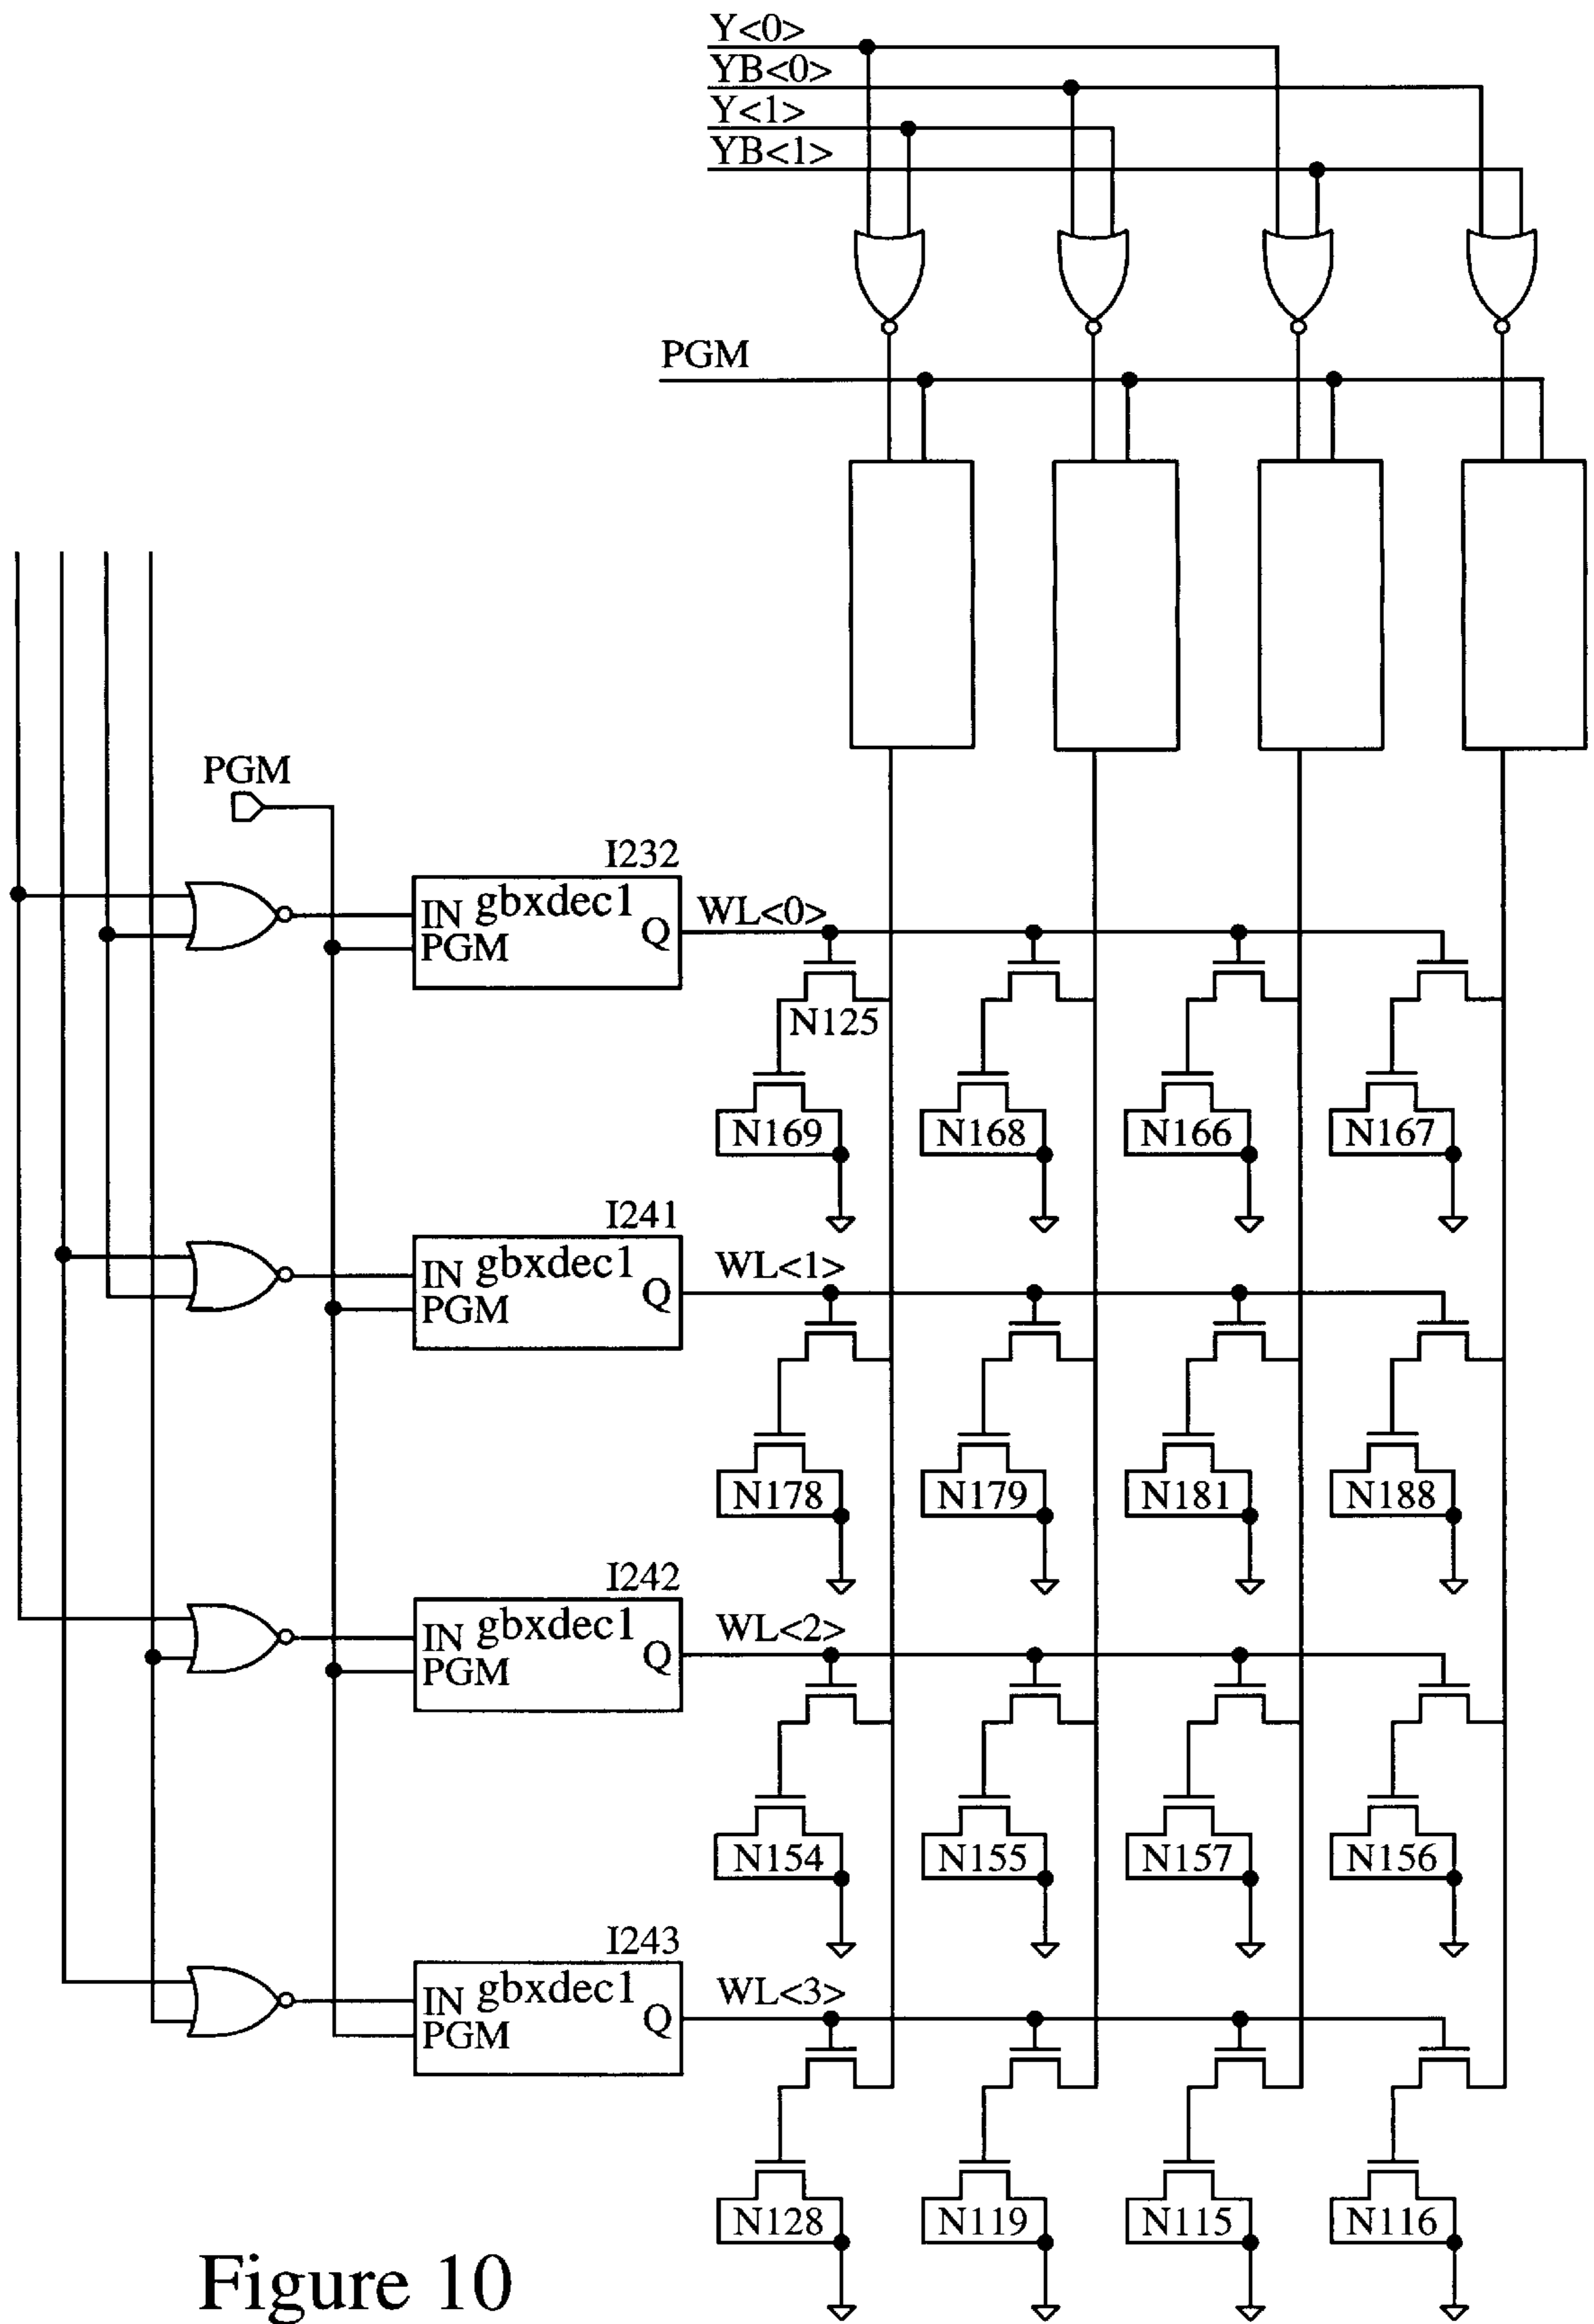 Y<0>
YB<0>
Y<1>
YB<1>
PGM
PGM
I232
IN gbxdec1
PGM
Q
WL<0>
N125
N169
N168
N166
N167
I241
IN gbxdec1
PGM
Q
WL<1>
N178
N179
N181
N188
I242
IN gbxdec1
PGM
Q
WL<2>
N154
N155
N157
N156
I243
IN gbxdec1
PGM
Q
WL<3>
N128
N119
N115
N116
Figure 10